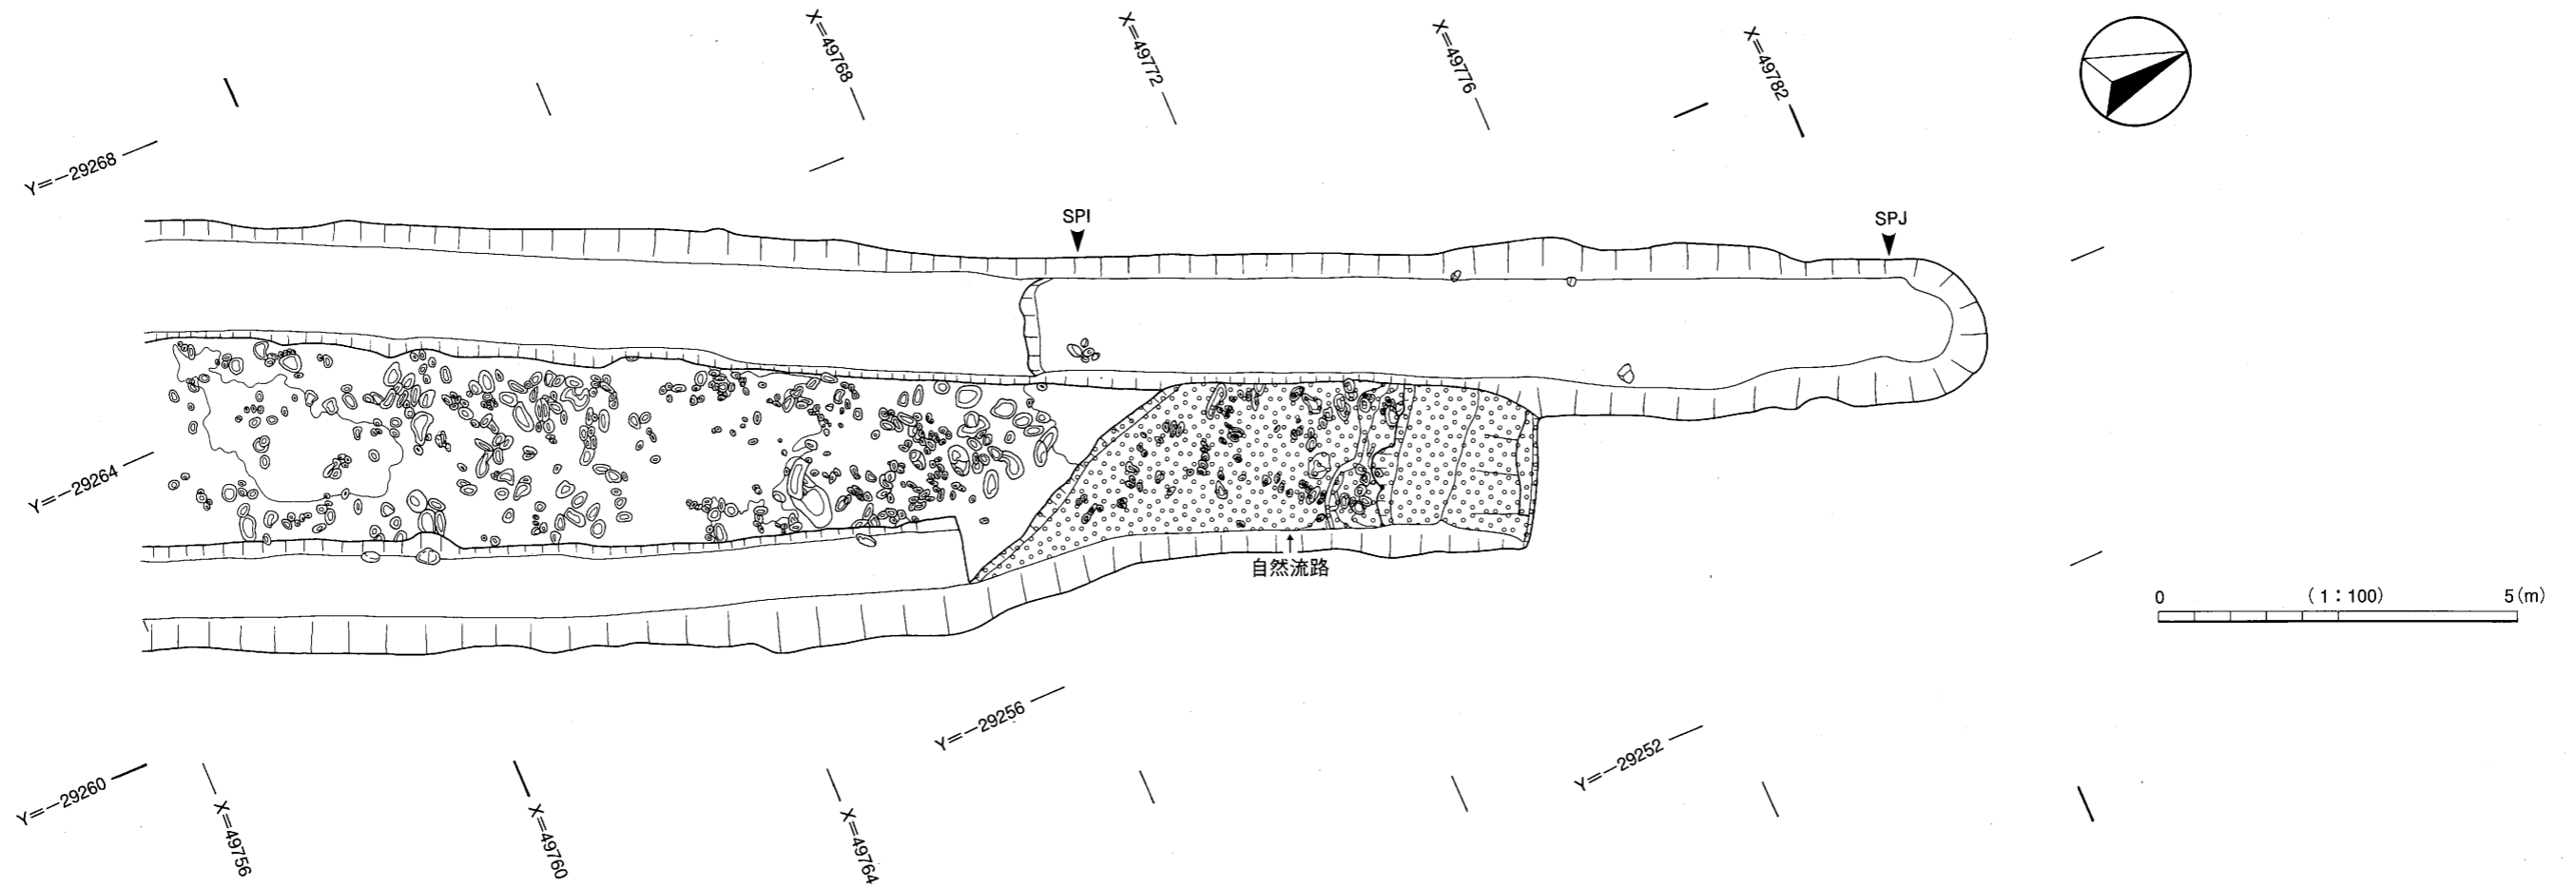 X=49768
X=49772
X=49776
X=49782
Y=－29268
SPI
SPJ
Y=－29264
自然流路
0 （1：100） 5（m）
Y=－29256
Y=－29252
Y=－29260
X=49756
X=49760
X=49764